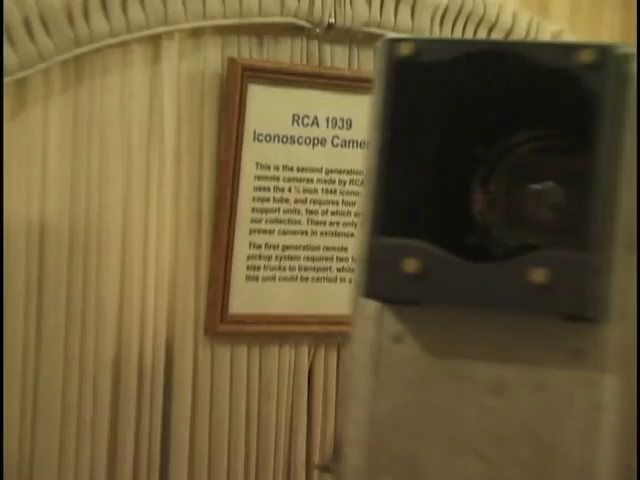 RCA 1939
Iconoscope Camer
This is the second generation
remote cameras made by RCA
uses the 4 ½ inch 1848 icono-
cope tube, and requires four
support units, two of which
our collection. There are only
prewar cameras in existence
The first generation remote
pickup system required two
size trucks to transport, while
this unit could be carried in a